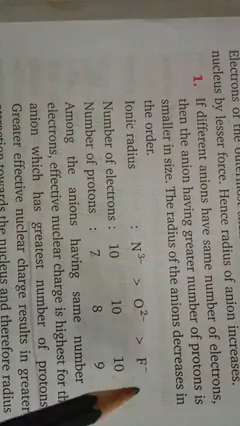 Electrons of the
nucleus by lesser force. Hence radius of anion increases.
1. If different anions have same number of electrons,
then the anion having greater number of protons is
smaller in size. The radius of the anions decreases in
the order.
Ionic radius : N³⁻ > O²⁻ > F⁻
Number of electrons : 10 10 10
Number of protons : 7 8 9
Among the anions having same number
electrons, effective nuclear charge is highest for th
anion which has greatest number of protons
Greater effective nuclear charge results in greater
towards the nucleus and therefore radius